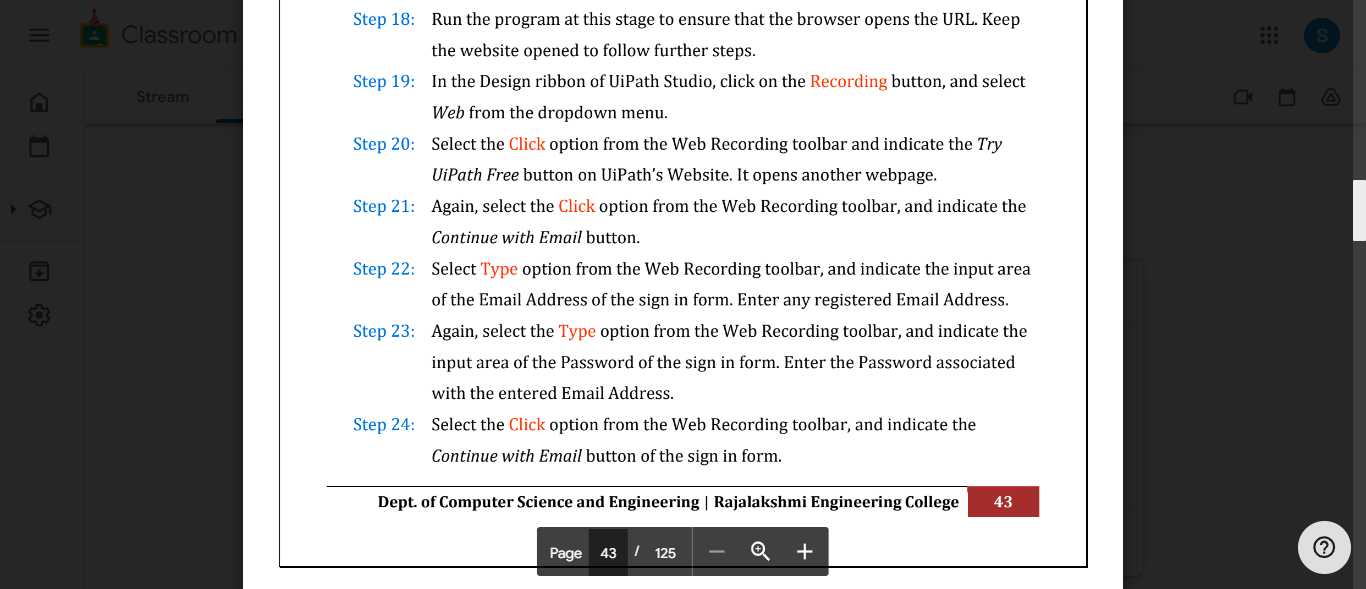 Classroom
S
Stream
Step 18: Run the program at this stage to ensure that the browser opens the URL. Keep
the website opened to follow further steps.
Step 19: In the Design ribbon of UiPath Studio, click on the Recording button, and select
Web from the dropdown menu.
Step 20: Select the Click option from the Web Recording toolbar and indicate the Try
UiPath Free button on UiPath's Website. It opens another webpage.
Step 21: Again, select the Click option from the Web Recording toolbar, and indicate the
Continue with Email button.
Step 22: Select Type option from the Web Recording toolbar, and indicate the input area
of the Email Address of the sign in form. Enter any registered Email Address.
Step 23: Again, select the Type option from the Web Recording toolbar, and indicate the
input area of the Password of the sign in form. Enter the Password associated
with the entered Email Address.
Step 24: Select the Click option from the Web Recording toolbar, and indicate the
Continue with Email button of the sign in form.
Dept. of Computer Science and Engineering | Rajalakshmi Engineering College 43
Page 43 / 125